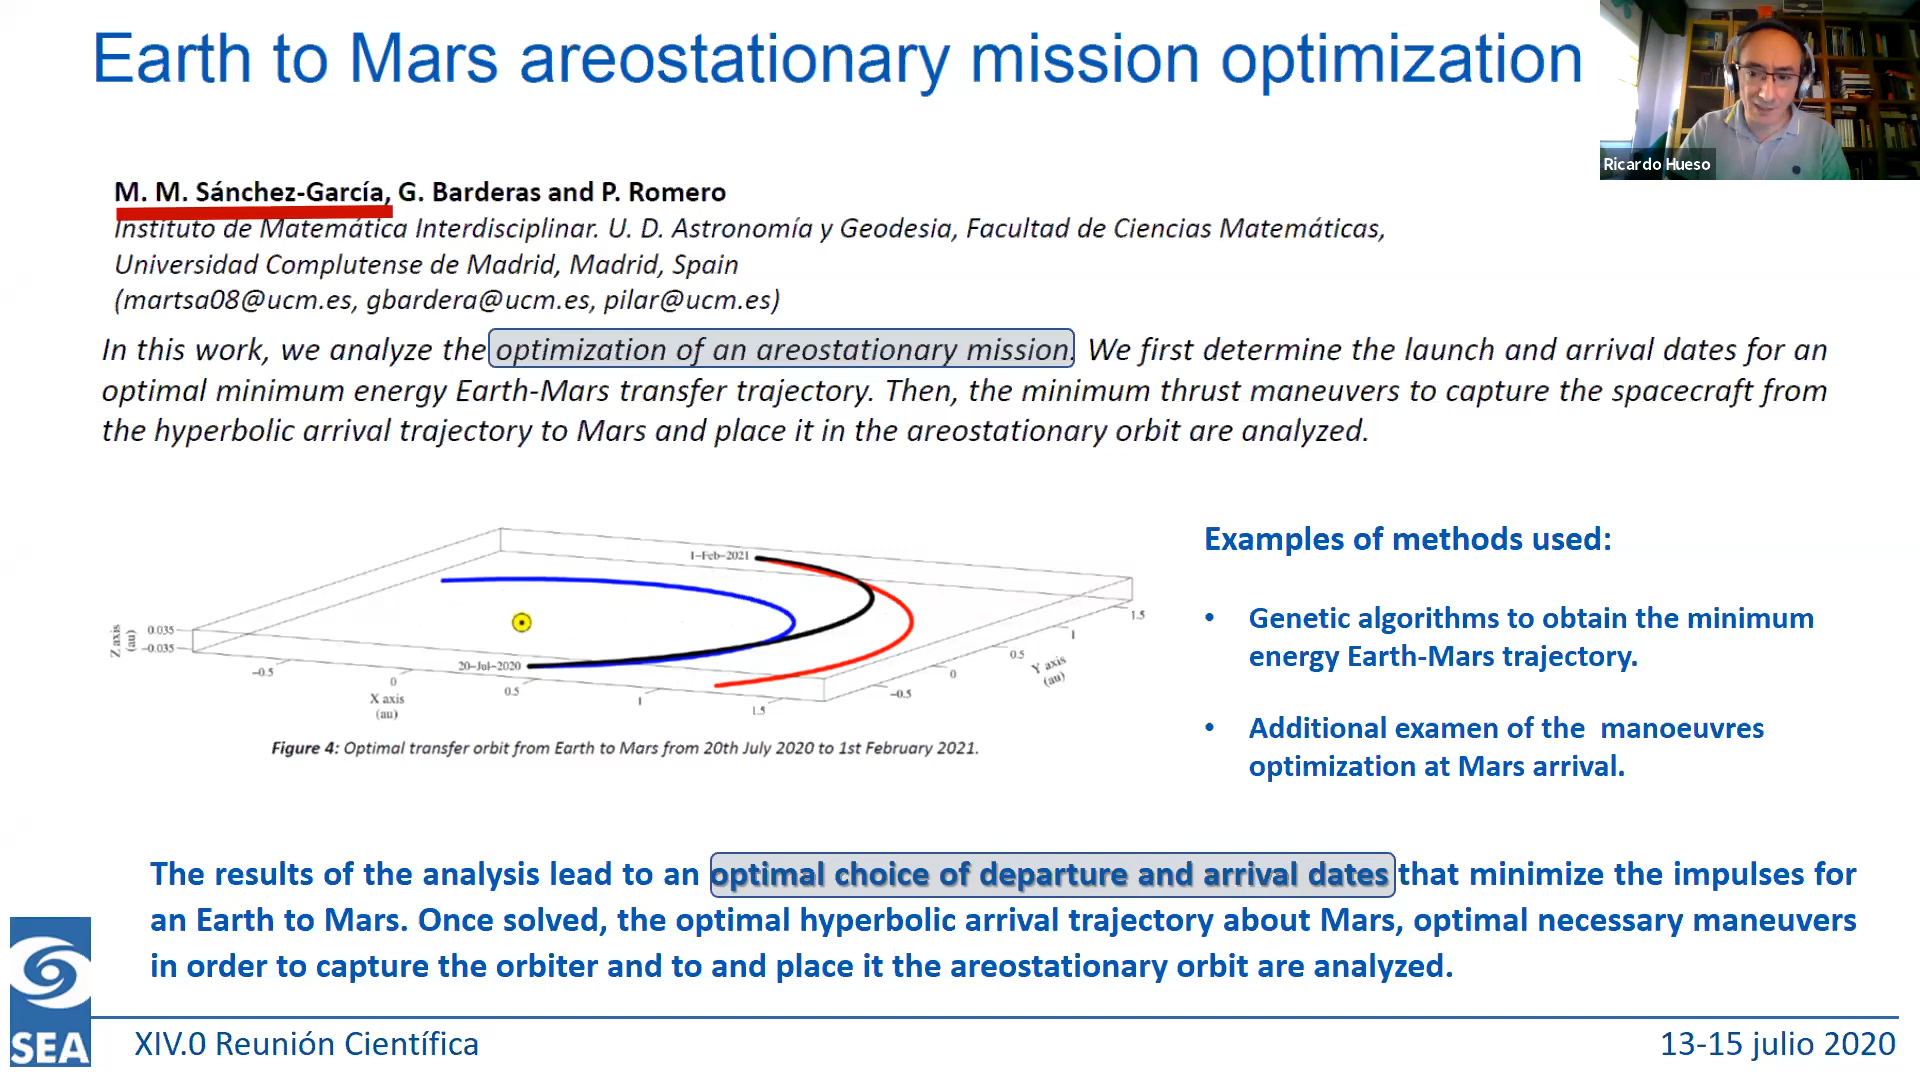 Earth to Mars areostationary mission optimization
Ricardo Hueso
M. M. Sánchez-García, G. Barderas and P. Romero
Instituto de Matemática Interdisciplinar. U. D. Astronomía y Geodesia, Facultad de Ciencias Matemáticas,
Universidad Complutense de Madrid, Madrid, Spain
(martsa08@ucm.es, gbardera@ucm.es, pilar@ucm.es)
In this work, we analyze the optimization of an areostationary mission. We first determine the launch and arrival dates for an
optimal minimum energy Earth-Mars transfer trajectory. Then, the minimum thrust maneuvers to capture the spacecraft from
the hyperbolic arrival trajectory to Mars and place it in the areostationary orbit are analyzed.
1-Feb-2021
20-Jul-2020
Z axis
(au)
0.035
-0.035
-0.5
0
0.5
1
1.5
X axis
(au)
-0.5
0
0.5
1
1.5
Y axis
(au)
Figure 4: Optimal transfer orbit from Earth to Mars from 20th July 2020 to 1st February 2021.
Examples of methods used:
• Genetic algorithms to obtain the minimum
energy Earth-Mars trajectory.
• Additional examen of the manoeuvres
optimization at Mars arrival.
The results of the analysis lead to an optimal choice of departure and arrival dates that minimize the impulses for
an Earth to Mars. Once solved, the optimal hyperbolic arrival trajectory about Mars, optimal necessary maneuvers
in order to capture the orbiter and to and place it the areostationary orbit are analyzed.
SEA
XIV.0 Reunión Científica
13-15 julio 2020